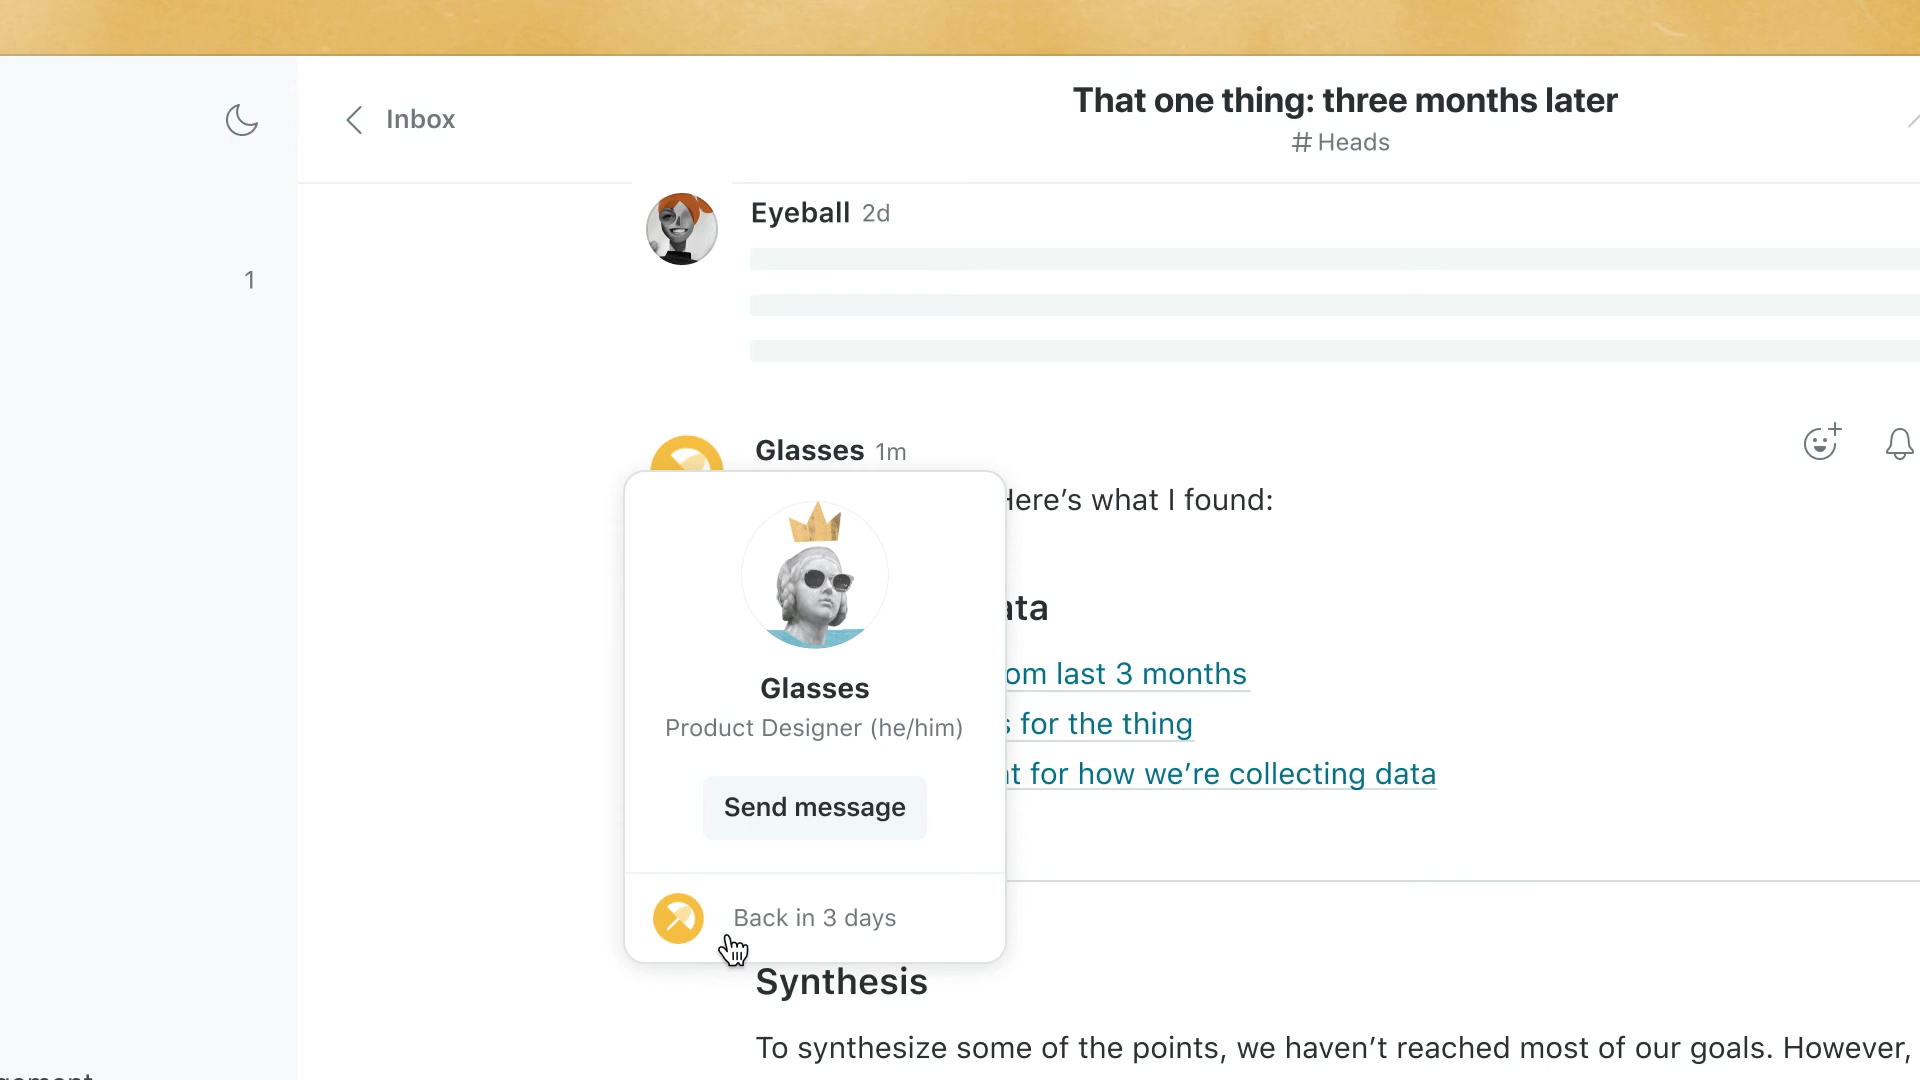 That one thing: three months later
Inbox
# Heads
Eyeball 2d
1
Glasses 1m
Here's what I found:
Glasses
om last 3 months
Product Designer (he/him)
for the thing
for how we're collecting data
Send message
Back in 3 days
Synthesis
To synthesize some of the points, we haven't reached most of our goals. However,